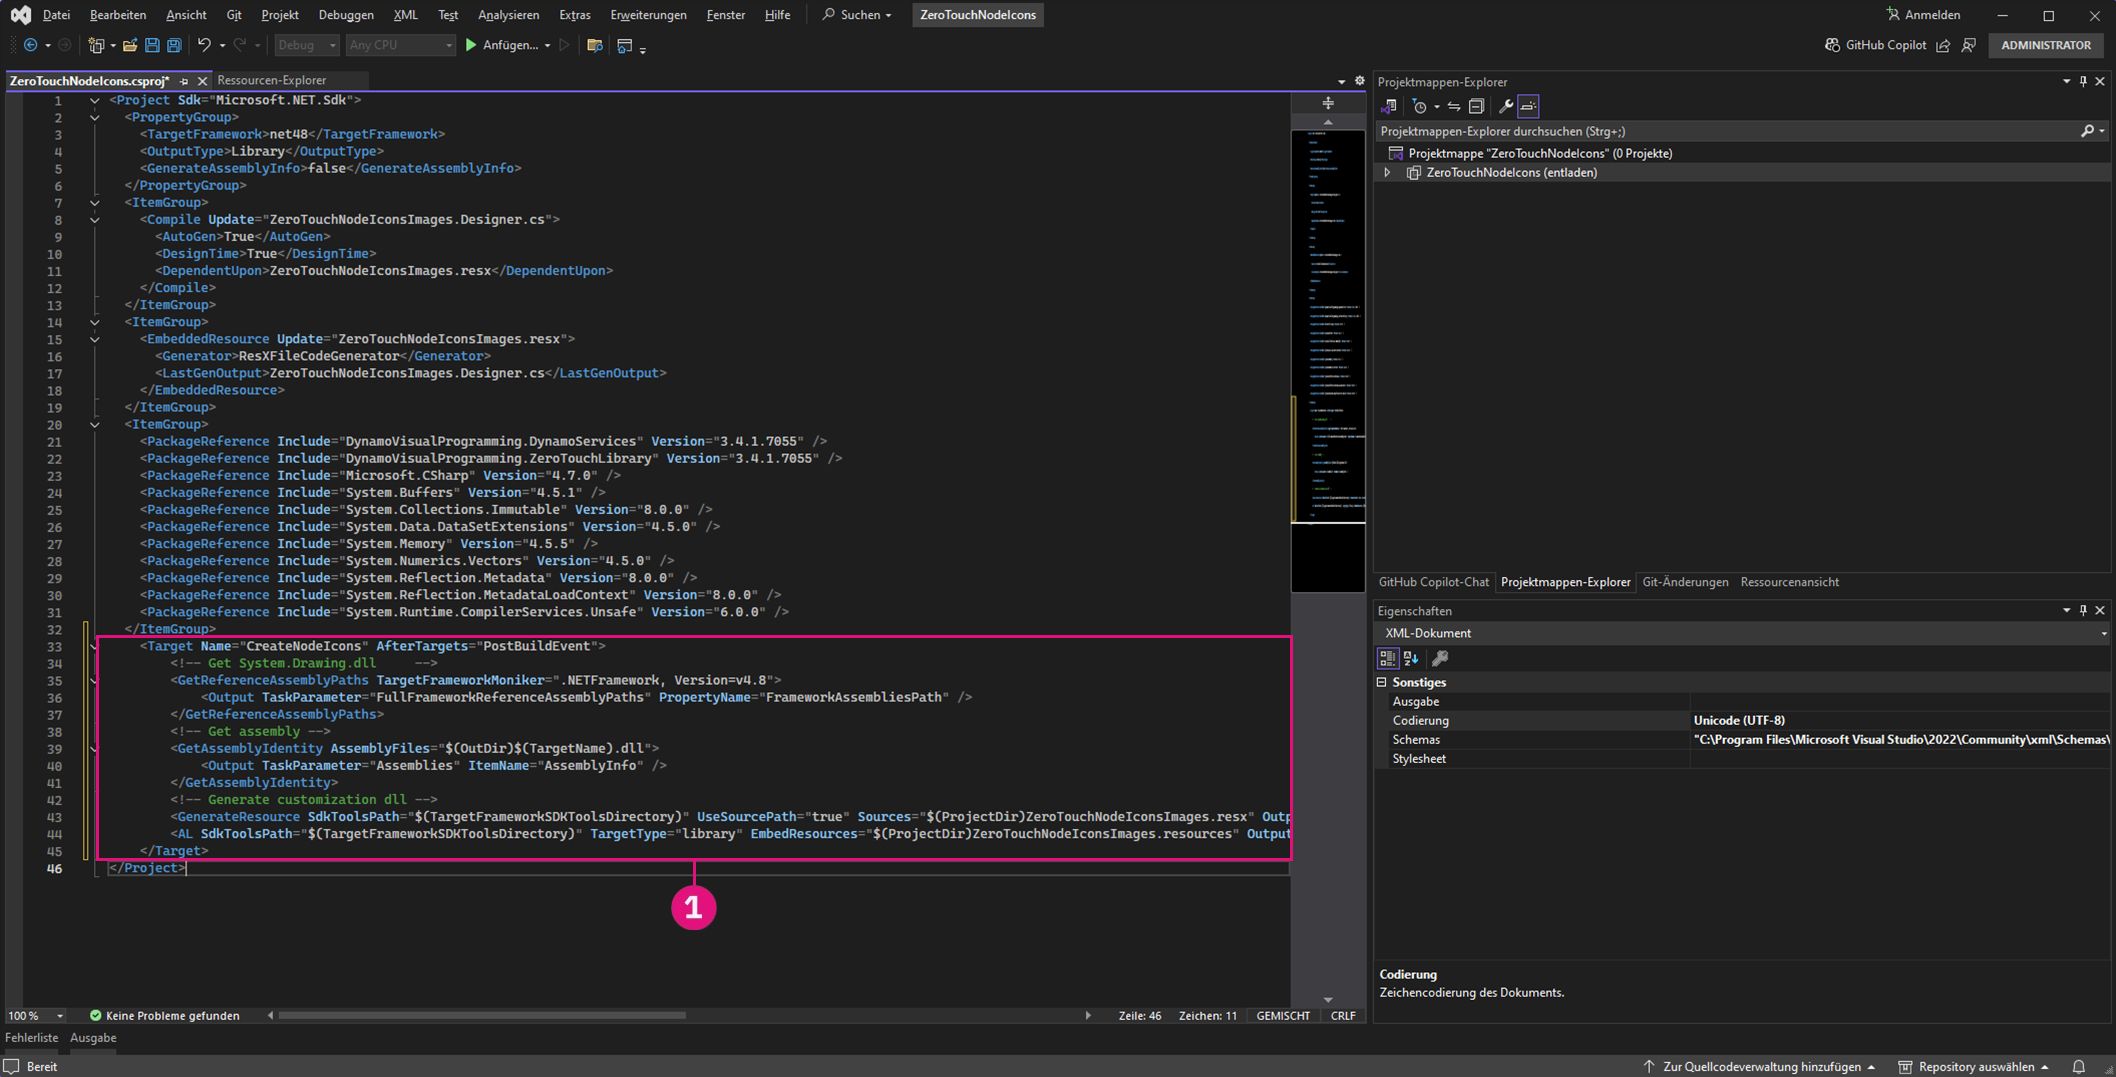 Datei Bearbeiten Ansicht Git Projekt Debuggen XML Test Analysieren Extras Erweiterungen Fenster Hilfe Suchen ZeroTouchNodeIcons Anmelden
Debug Any CPU Anfügen... GitHub Copilot ADMINISTRATOR
ZeroTouchNodeIcons.csproj* Ressourcen-Explorer
1 <Project Sdk="Microsoft.NET.Sdk">
2 <PropertyGroup>
3 <TargetFramework>net48</TargetFramework>
4 <OutputType>Library</OutputType>
5 <GenerateAssemblyInfo>false</GenerateAssemblyInfo>
6 </PropertyGroup>
7 <ItemGroup>
8 <Compile Update="ZeroTouchNodeIconsImages.Designer.cs">
9 <AutoGen>True</AutoGen>
10 <DesignTime>True</DesignTime>
11 <DependentUpon>ZeroTouchNodeIconsImages.resx</DependentUpon>
12 </Compile>
13 </ItemGroup>
14 <ItemGroup>
15 <EmbeddedResource Update="ZeroTouchNodeIconsImages.resx">
16 <Generator>ResXFileCodeGenerator</Generator>
17 <LastGenOutput>ZeroTouchNodeIconsImages.Designer.cs</LastGenOutput>
18 </EmbeddedResource>
19 </ItemGroup>
20 <ItemGroup>
21 <PackageReference Include="DynamoVisualProgramming.DynamoServices" Version="3.4.1.7055" />
22 <PackageReference Include="DynamoVisualProgramming.ZeroTouchLibrary" Version="3.4.1.7055" />
23 <PackageReference Include="Microsoft.CSharp" Version="4.7.0" />
24 <PackageReference Include="System.Buffers" Version="4.5.1" />
25 <PackageReference Include="System.Collections.Immutable" Version="8.0.0" />
26 <PackageReference Include="System.Data.DataSetExtensions" Version="4.5.0" />
27 <PackageReference Include="System.Memory" Version="4.5.5" />
28 <PackageReference Include="System.Numerics.Vectors" Version="4.5.0" />
29 <PackageReference Include="System.Reflection.Metadata" Version="8.0.0" />
30 <PackageReference Include="System.Reflection.MetadataLoadContext" Version="8.0.0" />
31 <PackageReference Include="System.Runtime.CompilerServices.Unsafe" Version="6.0.0" />
32 </ItemGroup>
33 <Target Name="CreateNodeIcons" AfterTargets="PostBuildEvent">
34 <!-- Get System.Drawing.dll -->
35 <GetReferenceAssemblyPaths TargetFrameworkMoniker=".NETFramework, Version=v4.8">
36 <Output TaskParameter="FullFrameworkReferenceAssemblyPaths" PropertyName="FrameworkAssembliesPath" />
37 </GetReferenceAssemblyPaths>
38 <!-- Get assembly -->
39 <GetAssemblyIdentity AssemblyFiles="$(OutDir)$(TargetName).dll">
40 <Output TaskParameter="Assemblies" ItemName="AssemblyInfo" />
41 </GetAssemblyIdentity>
42 <!-- Generate customization dll -->
43 <GenerateResource SdkToolsPath="$(TargetFrameworkSDKToolsDirectory)" UseSourcePath="true" Sources="$(ProjectDir)ZeroTouchNodeIconsImages.resx" Outp
44 <AL SdkToolsPath="$(TargetFrameworkSDKToolsDirectory)" TargetType="library" EmbedResources="$(ProjectDir)ZeroTouchNodeIconsImages.resources" Output
45 </Target>
46 </Project>
1
100 % Keine Probleme gefunden Zeile: 46 Zeichen: 11 GEMISCHT CRLF
Fehlerliste Ausgabe
Projektmappen-Explorer
Projektmappen-Explorer durchsuchen (Strg+;)
Projektmappe "ZeroTouchNodeIcons" (0 Projekte)
ZeroTouchNodeIcons (entladen)
GitHub Copilot-Chat Projektmappen-Explorer Git-Änderungen Ressourcenansicht
Eigenschaften
XML-Dokument
Sonstiges
Ausgabe
Codierung Unicode (UTF-8)
Schemas "C:\Program Files\Microsoft Visual Studio\2022\Community\xml\Schemas\
Stylesheet
Codierung
Zeichencodierung des Dokuments.
Bereit Zur Quellcodeverwaltung hinzufügen Repository auswählen